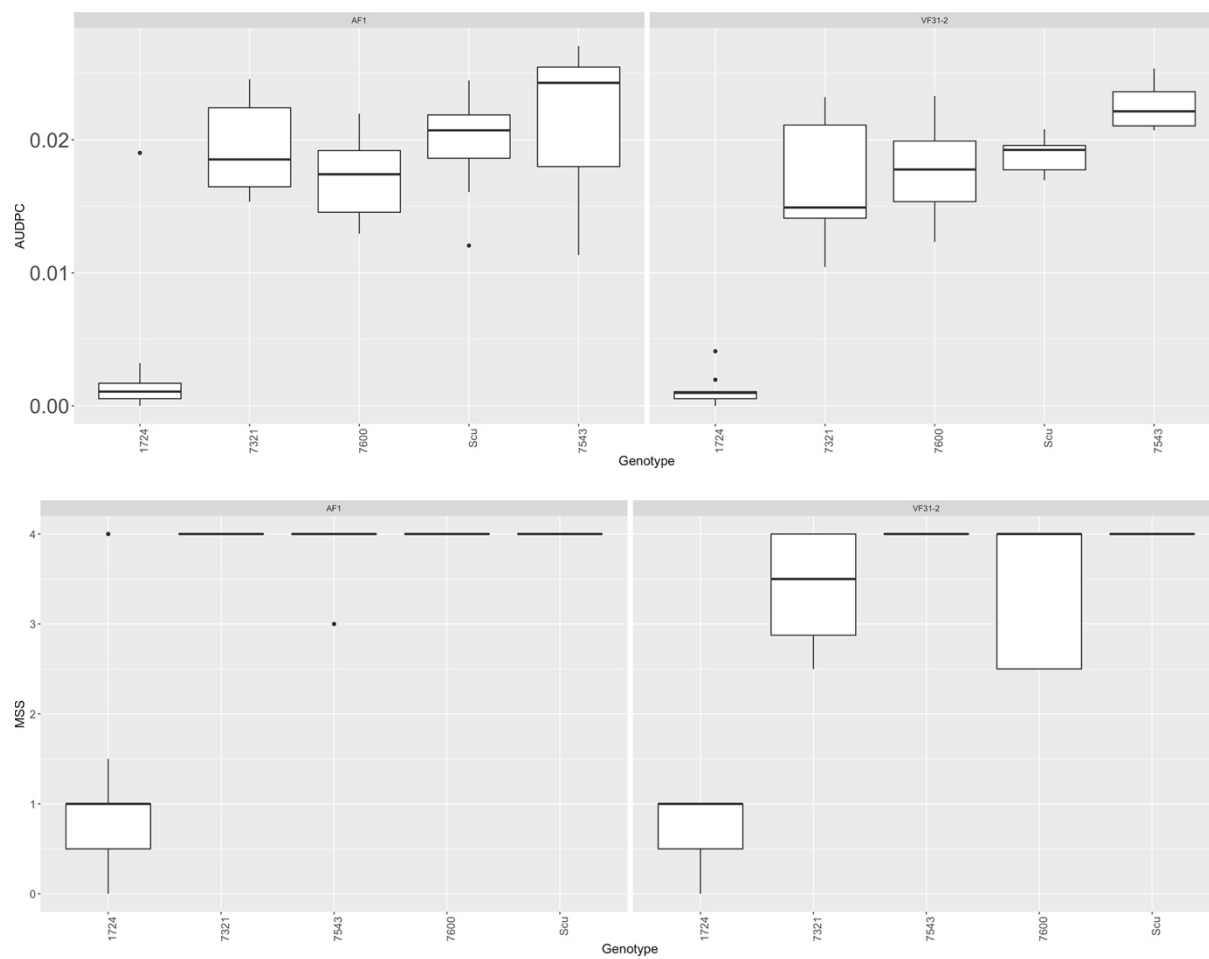 AF1 VF31-2
AUDPC
0.02
0.01
0.00
1724 7321 7600 Scu 7543 1724 7321 7600 Scu 7543
Genotype
AF1 VF31-2
MSS
4
3
2
1
0
1724 7321 7543 7600 Scu 1724 7321 7543 7600 Scu
Genotype